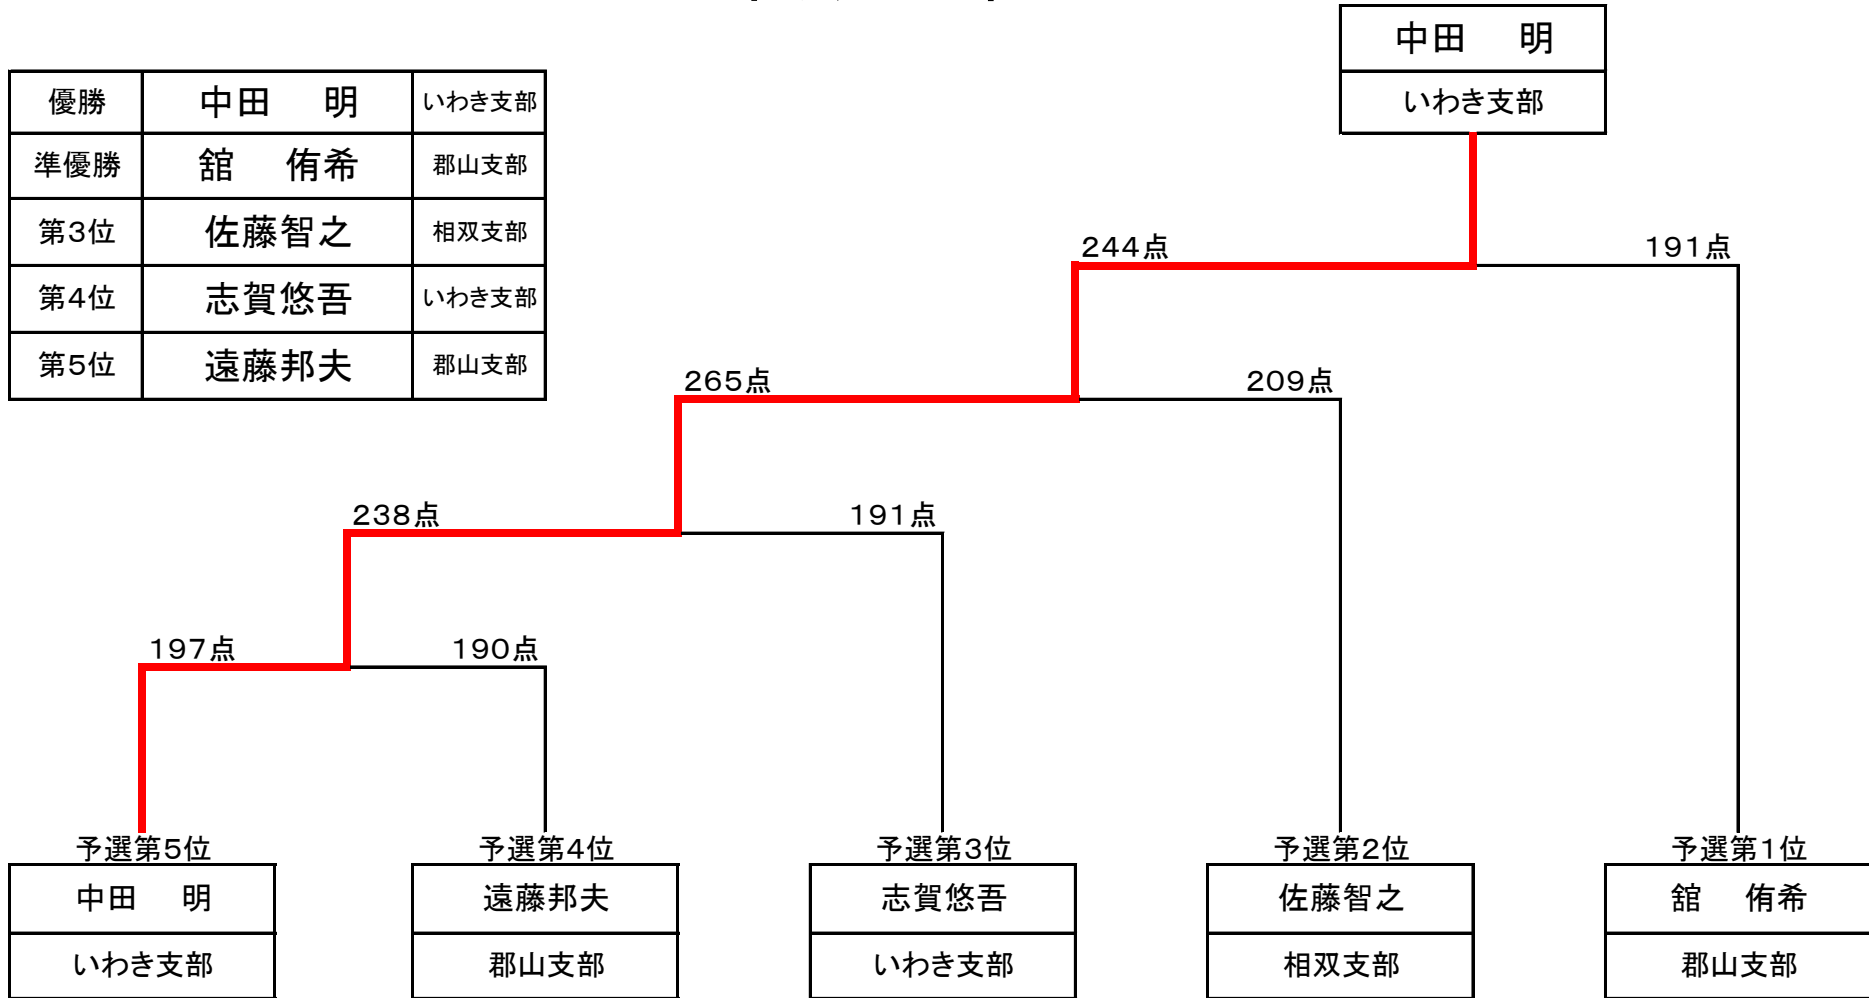 中田　明
いわき支部
優勝 中田　明 いわき支部
準優勝 舘　侑希 郡山支部
第3位 佐藤智之 相双支部
第4位 志賀悠吾 いわき支部
第5位 遠藤邦夫 郡山支部
244点 191点
265点 209点
238点 191点
197点 190点
予選第5位 予選第4位 予選第3位 予選第2位 予選第1位
中田　明 遠藤邦夫 志賀悠吾 佐藤智之 舘　侑希
いわき支部 郡山支部 いわき支部 相双支部 郡山支部